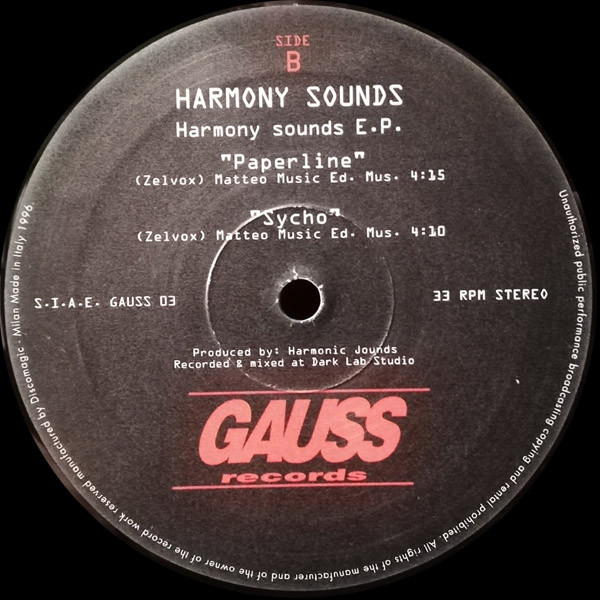 SIDE
B
HARMONY SOUNDS
Harmony sounds E.P.
"Paperline"
(Zelvox) Matteo Music Ed. Mus. 4:15
"Sycho"
(Zelvox) Matteo Music Ed. Mus. 4:10
S.I.A.E. GAUSS 03
33 RPM STEREO
Produced by: Harmonic Jounds
Recorded & mixed at Dark Lab Studio
GAUSS
records
Unauthorized public performance broadcasting copying and rental prohibited. All rights of the manufacturer and of the owner of the record work reserved manufactured by Discomagic - Milan Made in Italy 1996.